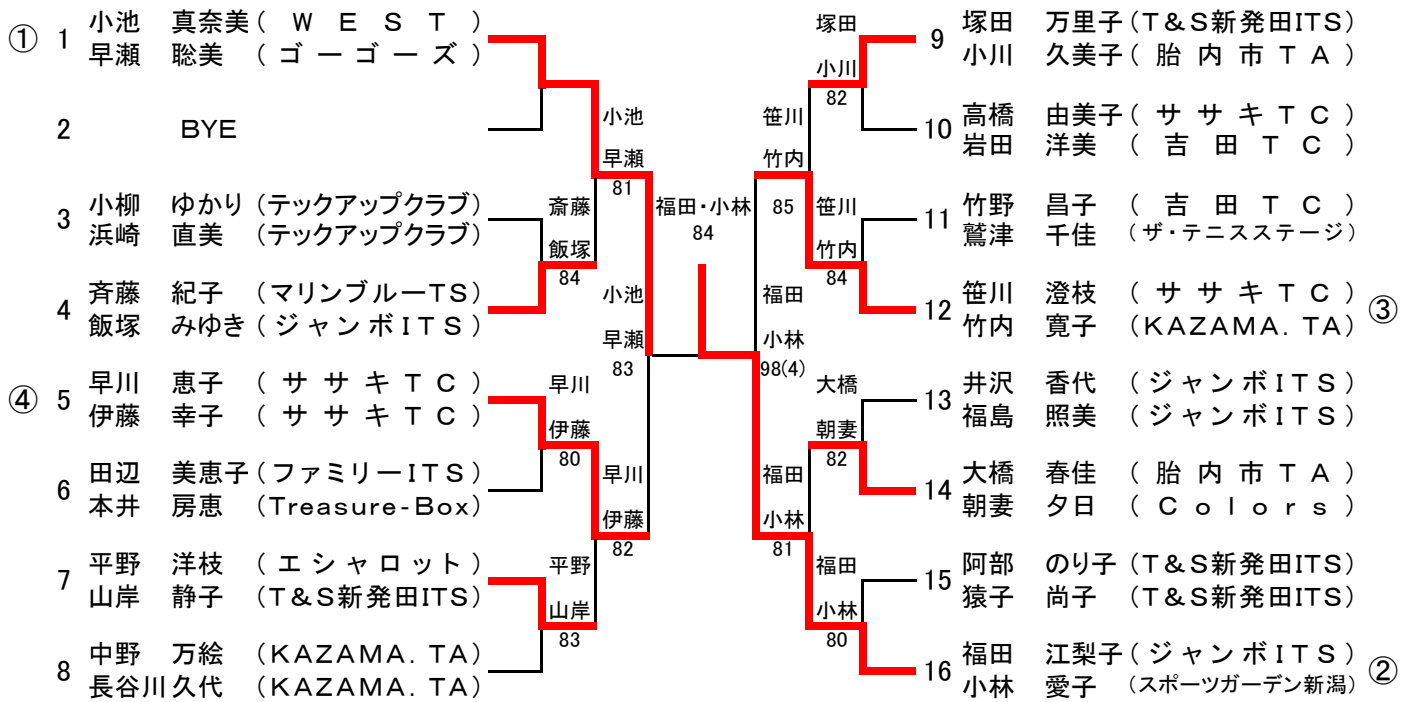 ① 1 小池 真奈美 (WEST)
早瀬 聡美 (ゴーゴーズ)
2 BYE
3 小柳 ゆかり (テックアップクラブ)
浜崎 直美 (テックアップクラブ)
4 斉藤 紀子 (マリンブルーTS)
飯塚 みゆき (ジャンボITS)
④ 5 早川 恵子 (ササキTC)
伊藤 幸子 (ササキTC)
6 田辺 美恵子 (ファミリーITS)
本井 房恵 (Treasure-Box)
7 平野 洋枝 (エシャロット)
山岸 静子 (T&S新発田ITS)
8 中野 万絵 (KAZAMA. TA)
長谷川 久代 (KAZAMA. TA)
斎藤
飯塚
84
早川
伊藤
80
平野
山岸
83
小池
早瀬
81
早川
伊藤
82
小池
早瀬
83
福田・小林
84
福田
小林
98(4)
笹川
竹内
85
福田
小林
81
塚田
小川
82
笹川
竹内
84
大橋
朝妻
82
福田
小林
80
9 塚田 万里子 (T&S新発田ITS)
小川 久美子 (胎内市TA)
10 高橋 由美子 (ササキTC)
岩田 洋美 (吉田TC)
11 竹野 昌子 (吉田TC)
鷲津 千佳 (ザ・テニスステージ)
12 笹川 澄枝 (ササキTC) ③
竹内 寛子 (KAZAMA. TA)
13 井沢 香代 (ジャンボITS)
福島 照美 (ジャンボITS)
14 大橋 春佳 (胎内市TA)
朝妻 夕日 (Colors)
15 阿部 のり子 (T&S新発田ITS)
猿子 尚子 (T&S新発田ITS)
16 福田 江梨子 (ジャンボITS) ②
小林 愛子 (スポーツガーデン新潟)